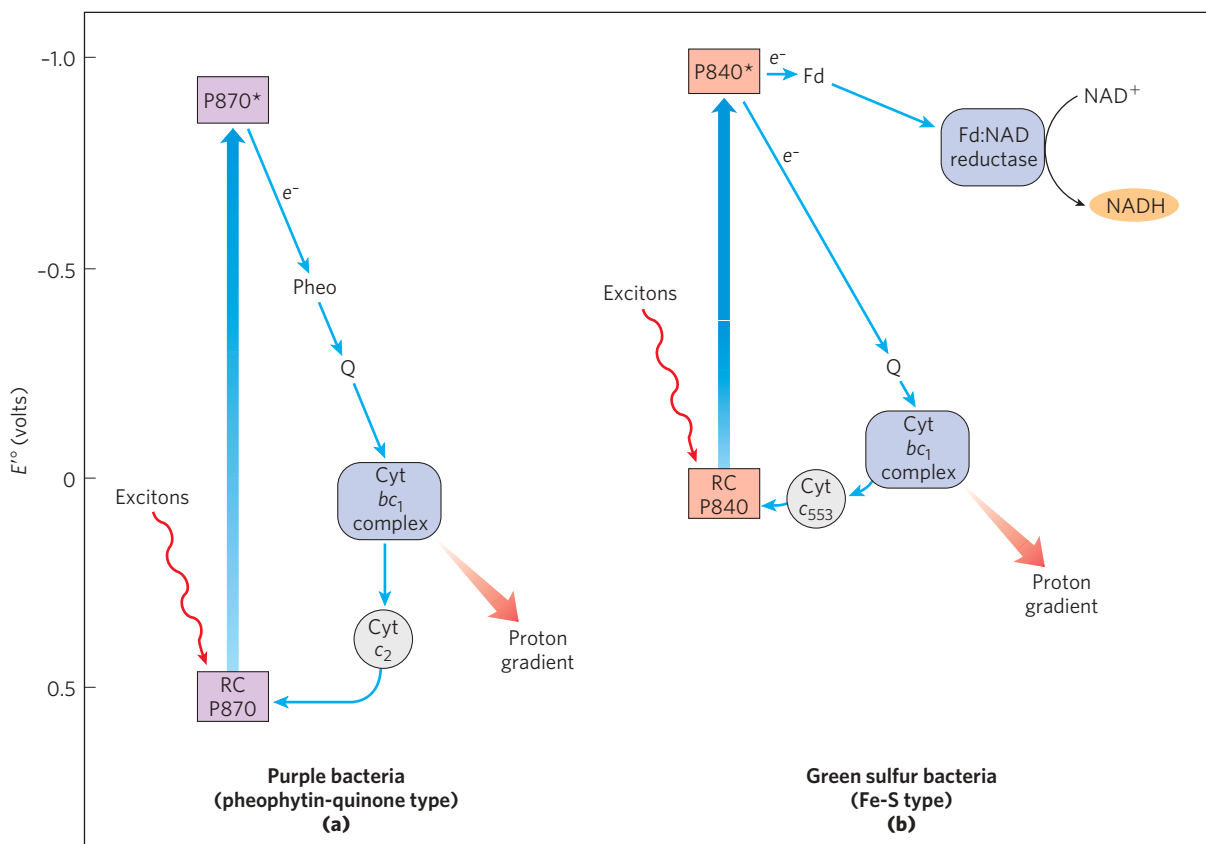 E′° (volts)
–1.0
–0.5
0
0.5
P870*
e–
Pheo
Q
Cyt
bc1
complex
Cyt
c2
Proton
gradient
Excitons
RC
P870
Purple bacteria
(pheophytin-quinone type)
(a)
P840*
e–
Fd
Fd:NAD
reductase
NAD+
NADH
e–
Q
Cyt
bc1
complex
Cyt
c553
Proton
gradient
Excitons
RC
P840
Green sulfur bacteria
(Fe-S type)
(b)